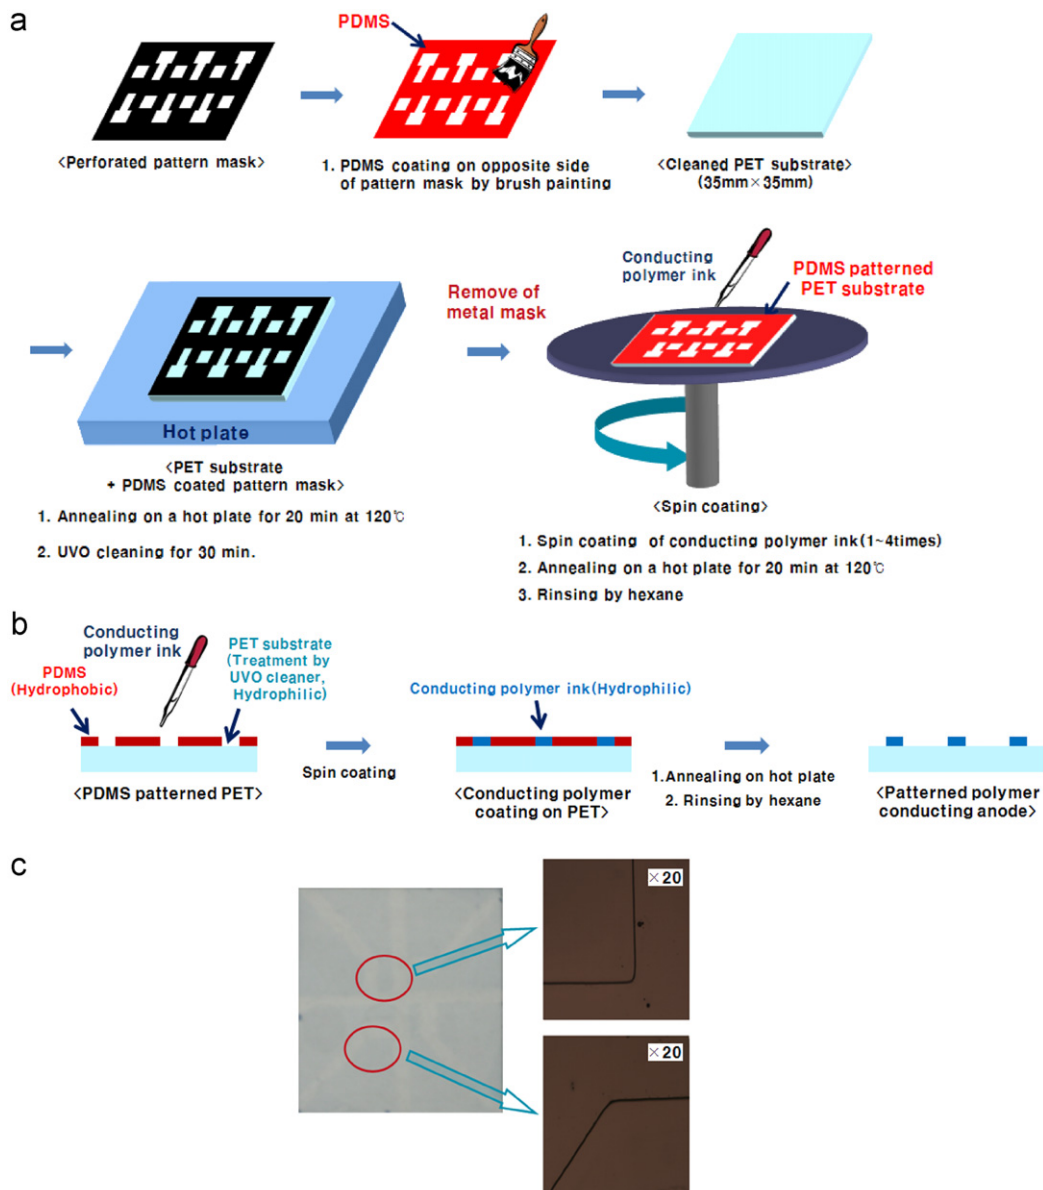 a
PDMS
<Perforated pattern mask>
1. PDMS coating on opposite side
of pattern mask by brush painting
<Cleaned PET substrate>
(35mm×35mm)
Conducting
polymer ink
PDMS patterned
PET substrate
Remove of
metal mask
Hot plate
<PET substrate
+ PDMS coated pattern mask>
1. Annealing on a hot plate for 20 min at 120℃
2. UVO cleaning for 30 min.
<Spin coating>
1. Spin coating of conducting polymer ink(1~4times)
2. Annealing on a hot plate for 20 min at 120℃
3. Rinsing by hexane
b
Conducting
polymer ink
PET substrate
(Treatment by
UVO cleaner,
Hydrophilic)
PDMS
(Hydrophobic)
Conducting polymer ink(Hydrophilic)
Spin coating
1.Annealing on hot plate
2. Rinsing by hexane
<PDMS patterned PET>
<Conducting polymer
coating on PET>
<Patterned polymer
conducting anode>
c
×20
×20